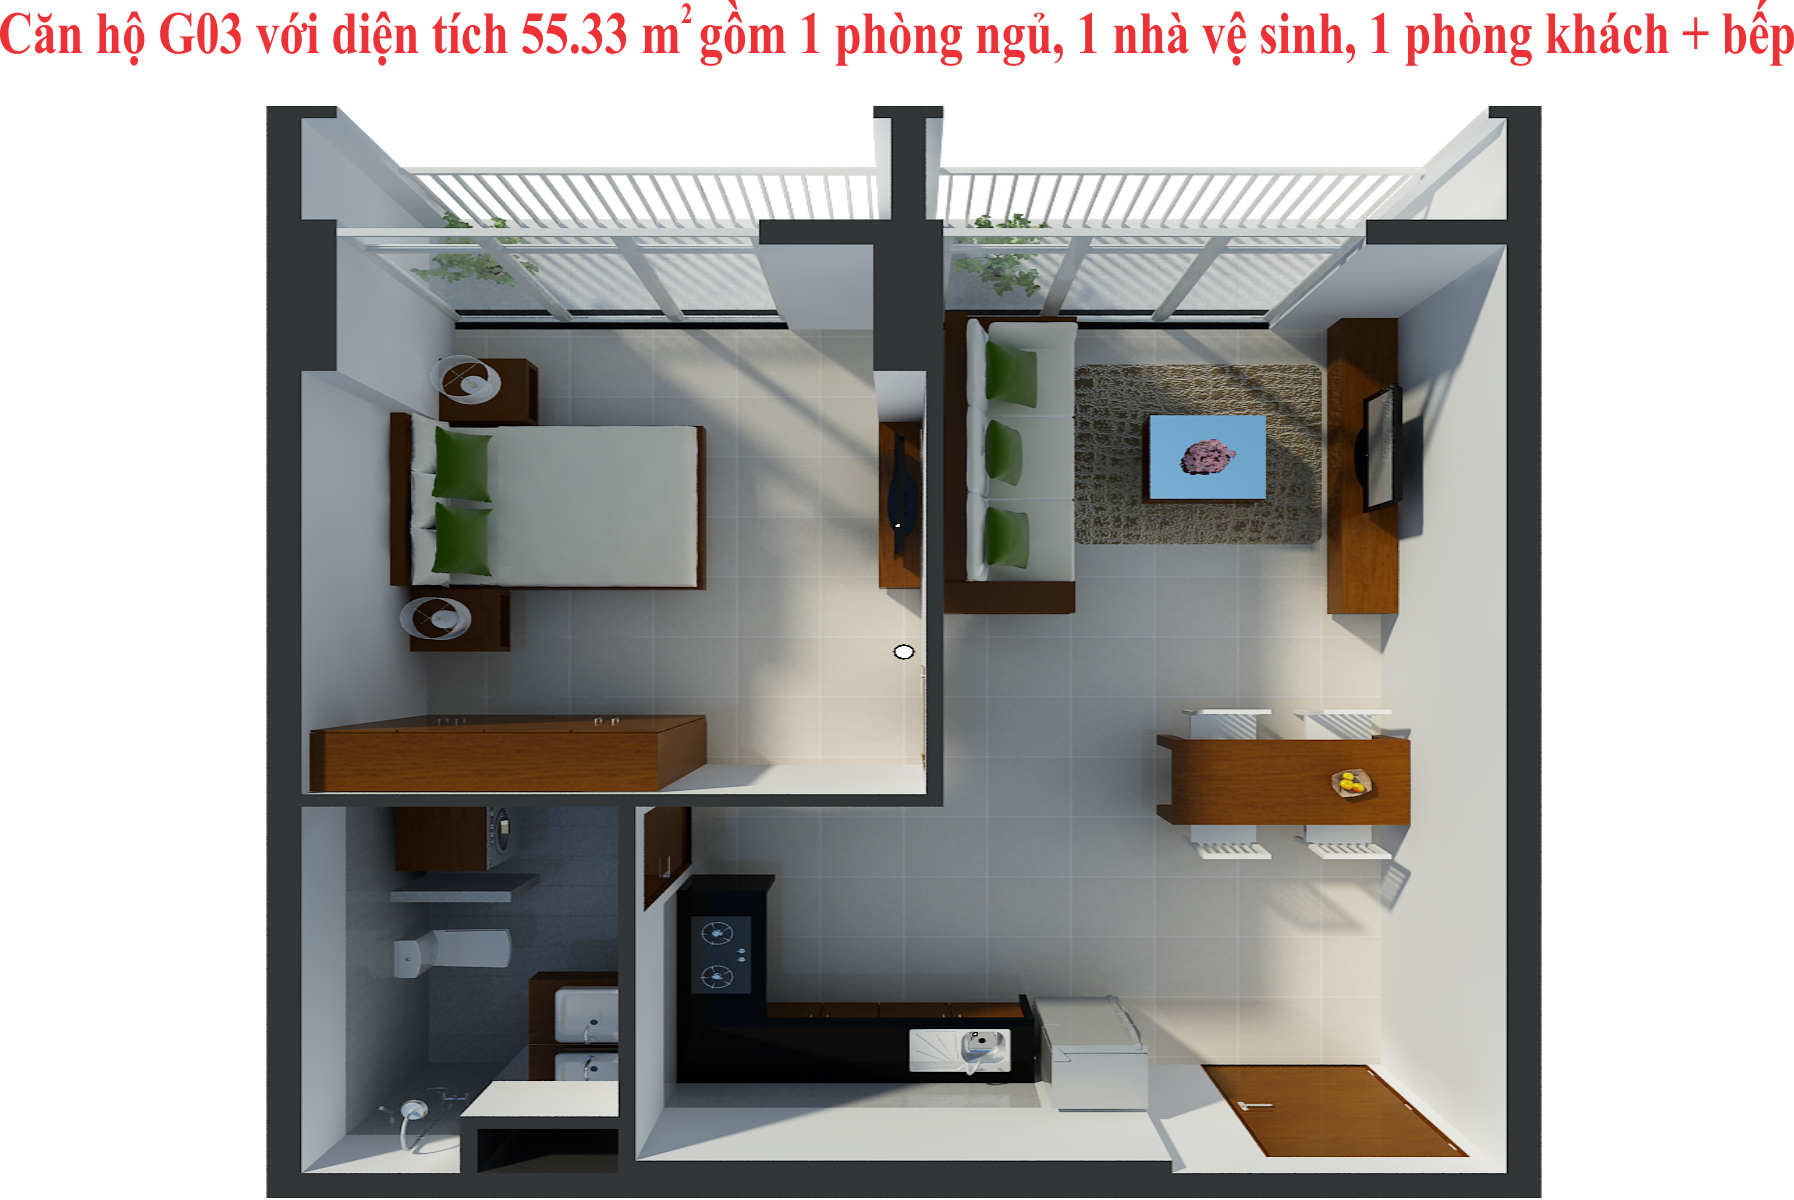 Căn hộ G03 với diện tích 55.33 m² gồm 1 phòng ngủ, 1 nhà vệ sinh, 1 phòng khách + bếp